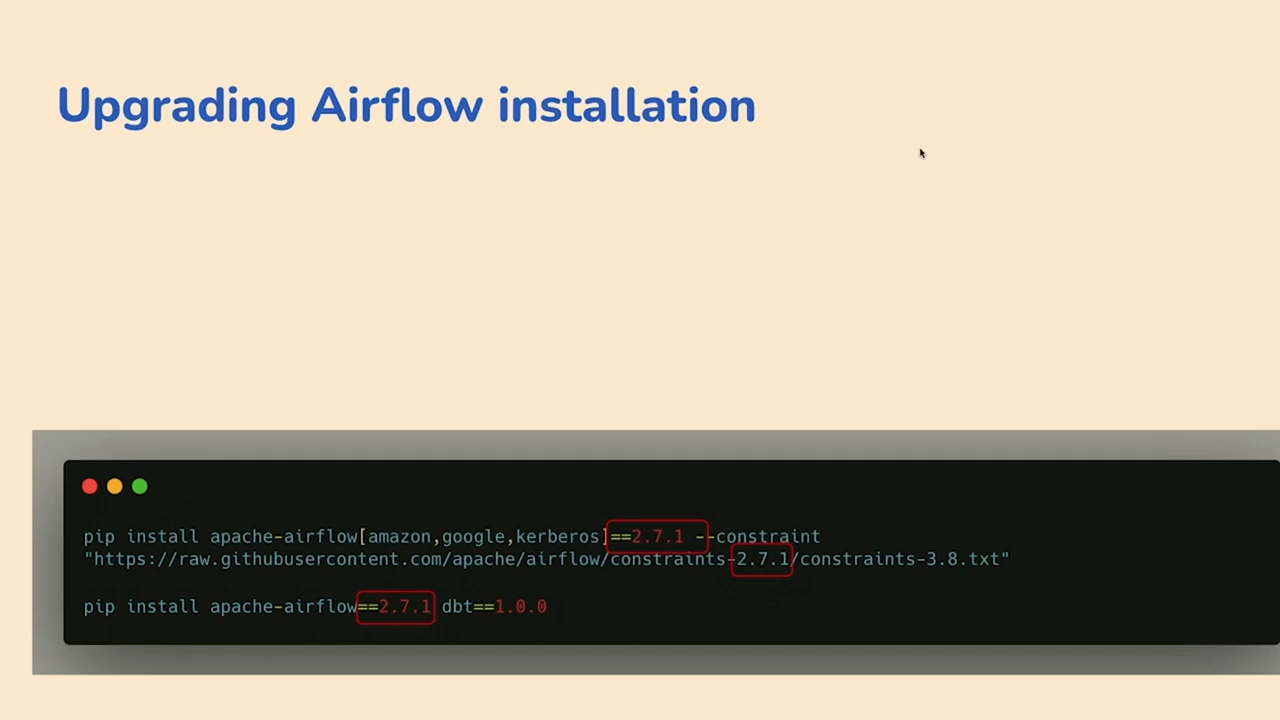 Upgrading Airflow installation
pip install apache-airflow[amazon,google,kerberos]==2.7.1 --constraint
"https://raw.githubusercontent.com/apache/airflow/constraints-2.7.1/constraints-3.8.txt"
pip install apache-airflow==2.7.1 dbt==1.0.0